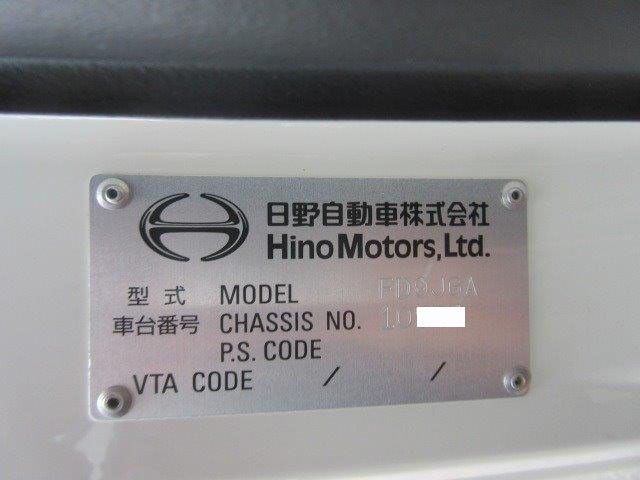 日野自動車株式会社
Hino Motors, Ltd.
型式 MODEL FD9JGA
車台番号 CHASSIS NO. 10
P.S. CODE
VTA CODE / /